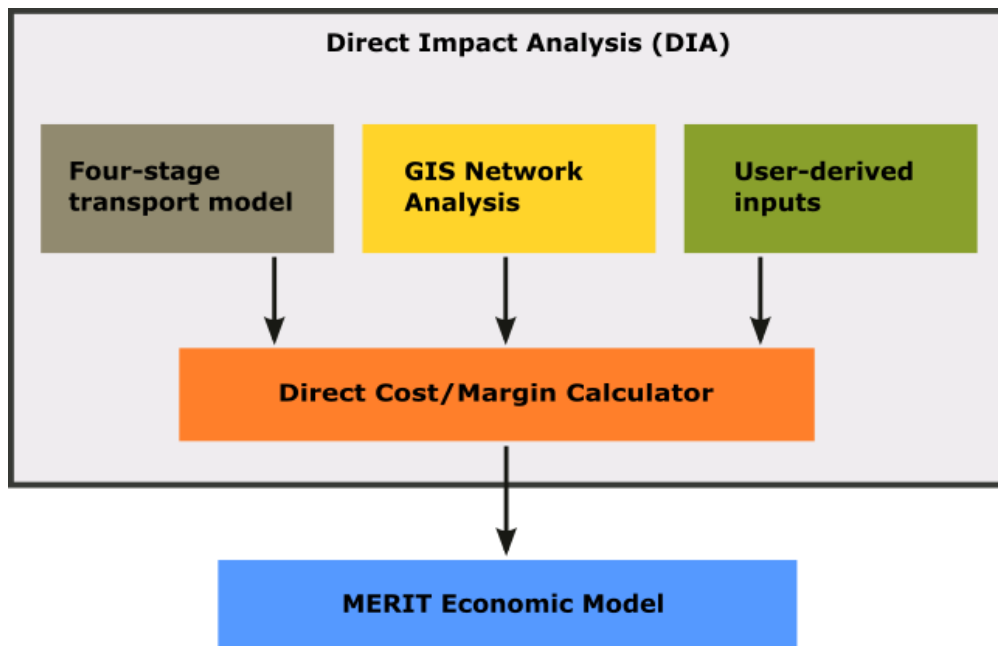 Direct Impact Analysis (DIA)
Four-stage
transport model
GIS Network
Analysis
User-derived
inputs
Direct Cost/Margin Calculator
MERIT Economic Model